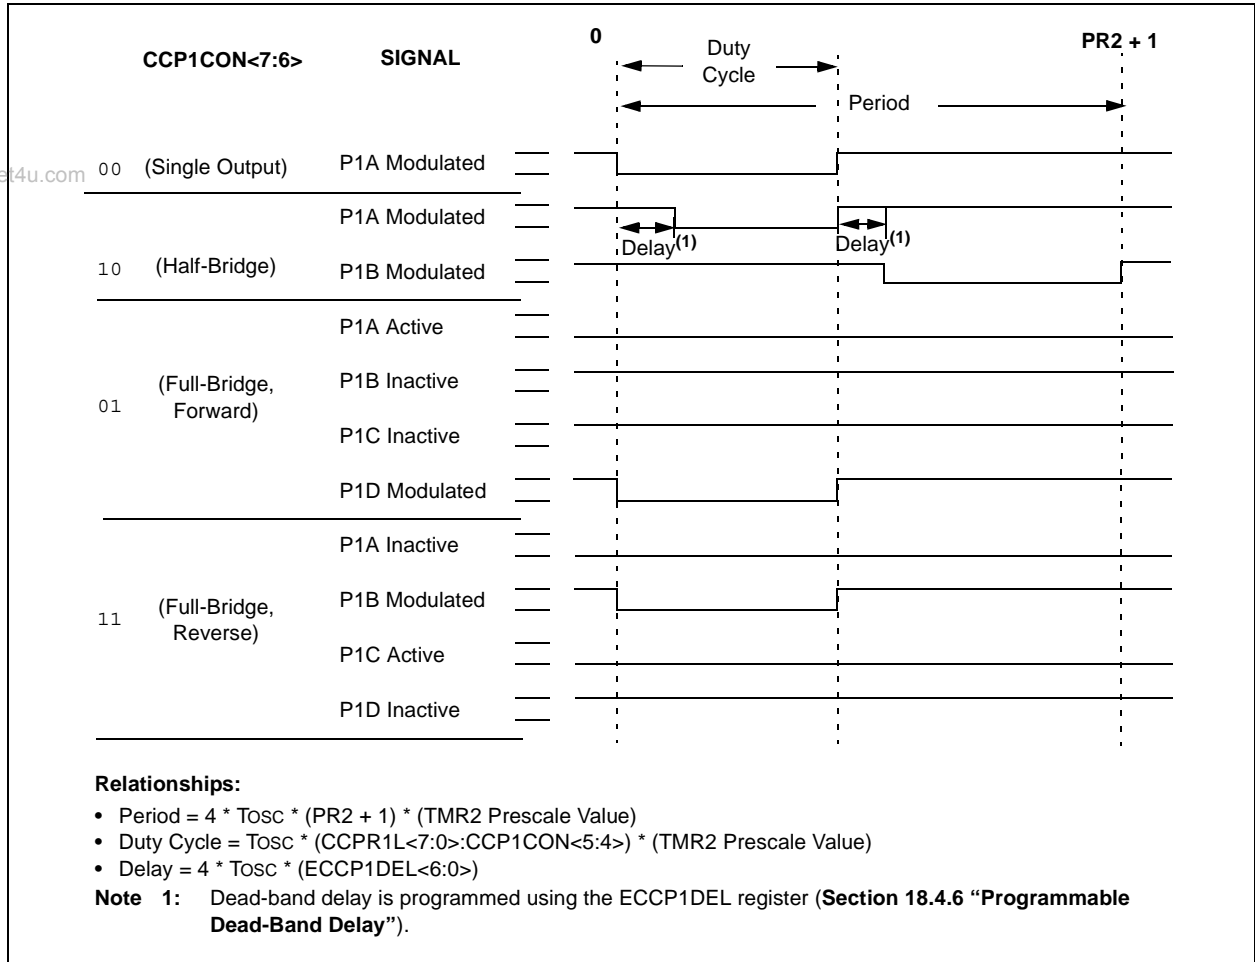 0
PR2 + 1
CCP1CON<7:6>
SIGNAL
Duty
Cycle
Period
et4u.com
00
(Single Output)
P1A Modulated
P1A Modulated
Delay(1)
Delay(1)
10
(Half-Bridge)
P1B Modulated
P1A Active
P1B Inactive
01
(Full-Bridge,
Forward)
P1C Inactive
P1D Modulated
P1A Inactive
P1B Modulated
11
(Full-Bridge,
Reverse)
P1C Active
P1D Inactive
Relationships:
• Period = 4 * TOSC * (PR2 + 1) * (TMR2 Prescale Value)
• Duty Cycle = TOSC * (CCPR1L<7:0>:CCP1CON<5:4>) * (TMR2 Prescale Value)
• Delay = 4 * TOSC * (ECCP1DEL<6:0>)
Note 1: Dead-band delay is programmed using the ECCP1DEL register (Section 18.4.6 “Programmable
Dead-Band Delay”).